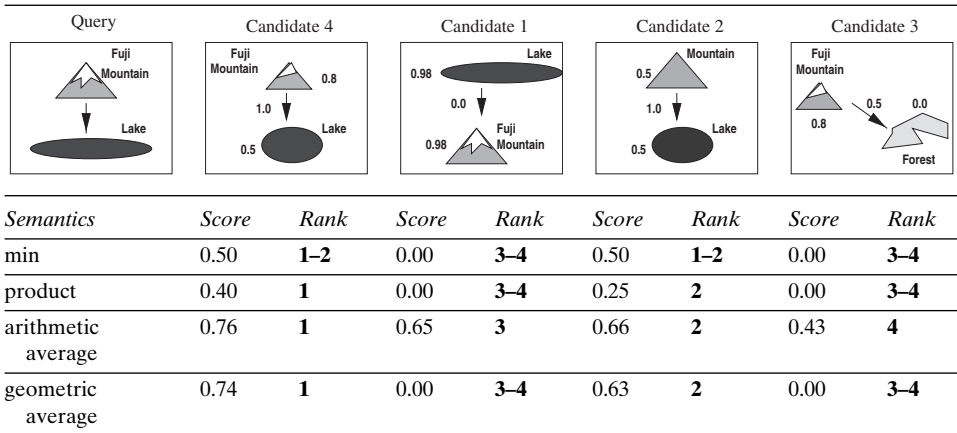 Query Candidate 4 Candidate 1 Candidate 2 Candidate 3
Fuji
Mountain
Lake
Fuji
Mountain
0.8
1.0
Lake
0.5
Lake
0.98
0.0
Fuji
0.98 Mountain
Mountain
0.5
1.0
Lake
0.5
Fuji
Mountain
0.5 0.0
0.8
Forest
Semantics Score Rank Score Rank Score Rank Score Rank
min 0.50 1–2 0.00 3–4 0.50 1–2 0.00 3–4
product 0.40 1 0.00 3–4 0.25 2 0.00 3–4
arithmetic 0.76 1 0.65 3 0.66 2 0.43 4
average
geometric 0.74 1 0.00 3–4 0.63 2 0.00 3–4
average